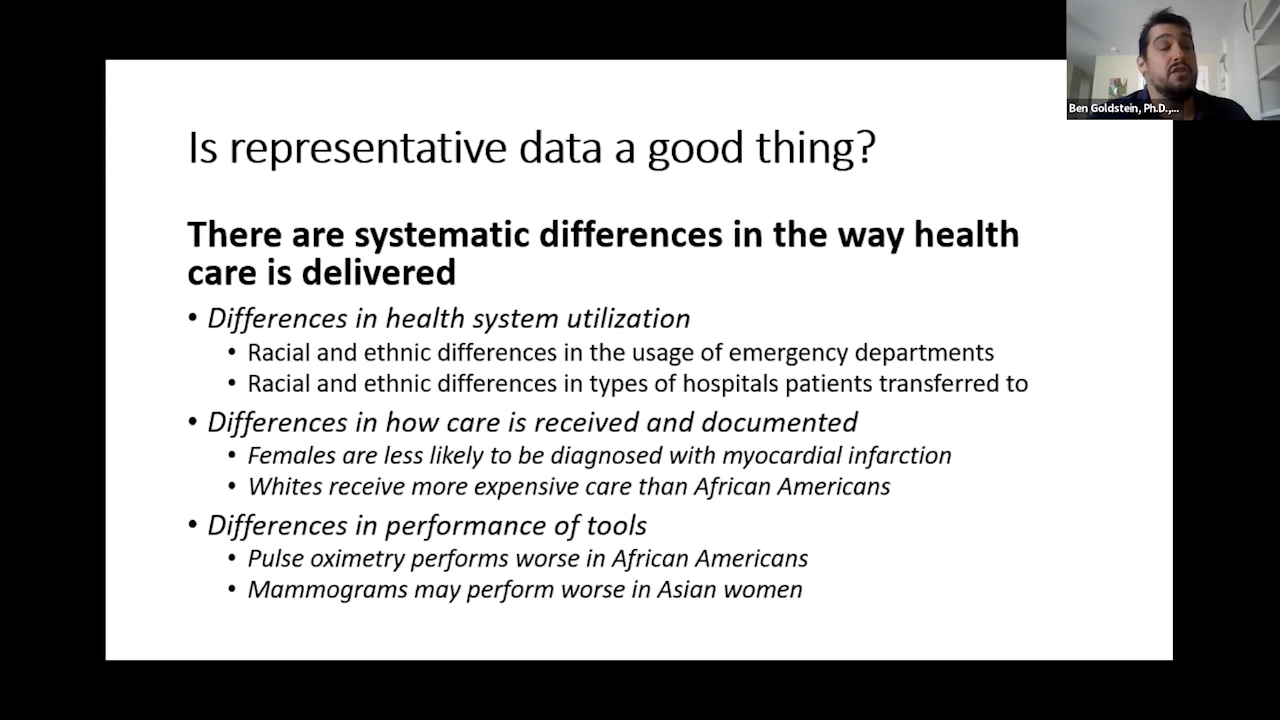 Ben Goldstein, Ph.D.,...
Is representative data a good thing?
There are systematic differences in the way health
care is delivered
• Differences in health system utilization
• Racial and ethnic differences in the usage of emergency departments
• Racial and ethnic differences in types of hospitals patients transferred to
• Differences in how care is received and documented
• Females are less likely to be diagnosed with myocardial infarction
• Whites receive more expensive care than African Americans
• Differences in performance of tools
• Pulse oximetry performs worse in African Americans
• Mammograms may perform worse in Asian women